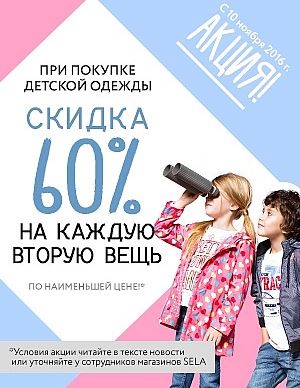 С 10 ноября 2016 г.
АКЦИЯ!
ПРИ ПОКУПКЕ
ДЕТСКОЙ ОДЕЖДЫ
СКИДКА
60%
НА КАЖДУЮ
ВТОРУЮ ВЕЩЬ
ПО НАИМЕНЬШЕЙ ЦЕНЕ!*
*Условия акции читайте в тексте новости
или уточняйте у сотрудников магазинов SELA